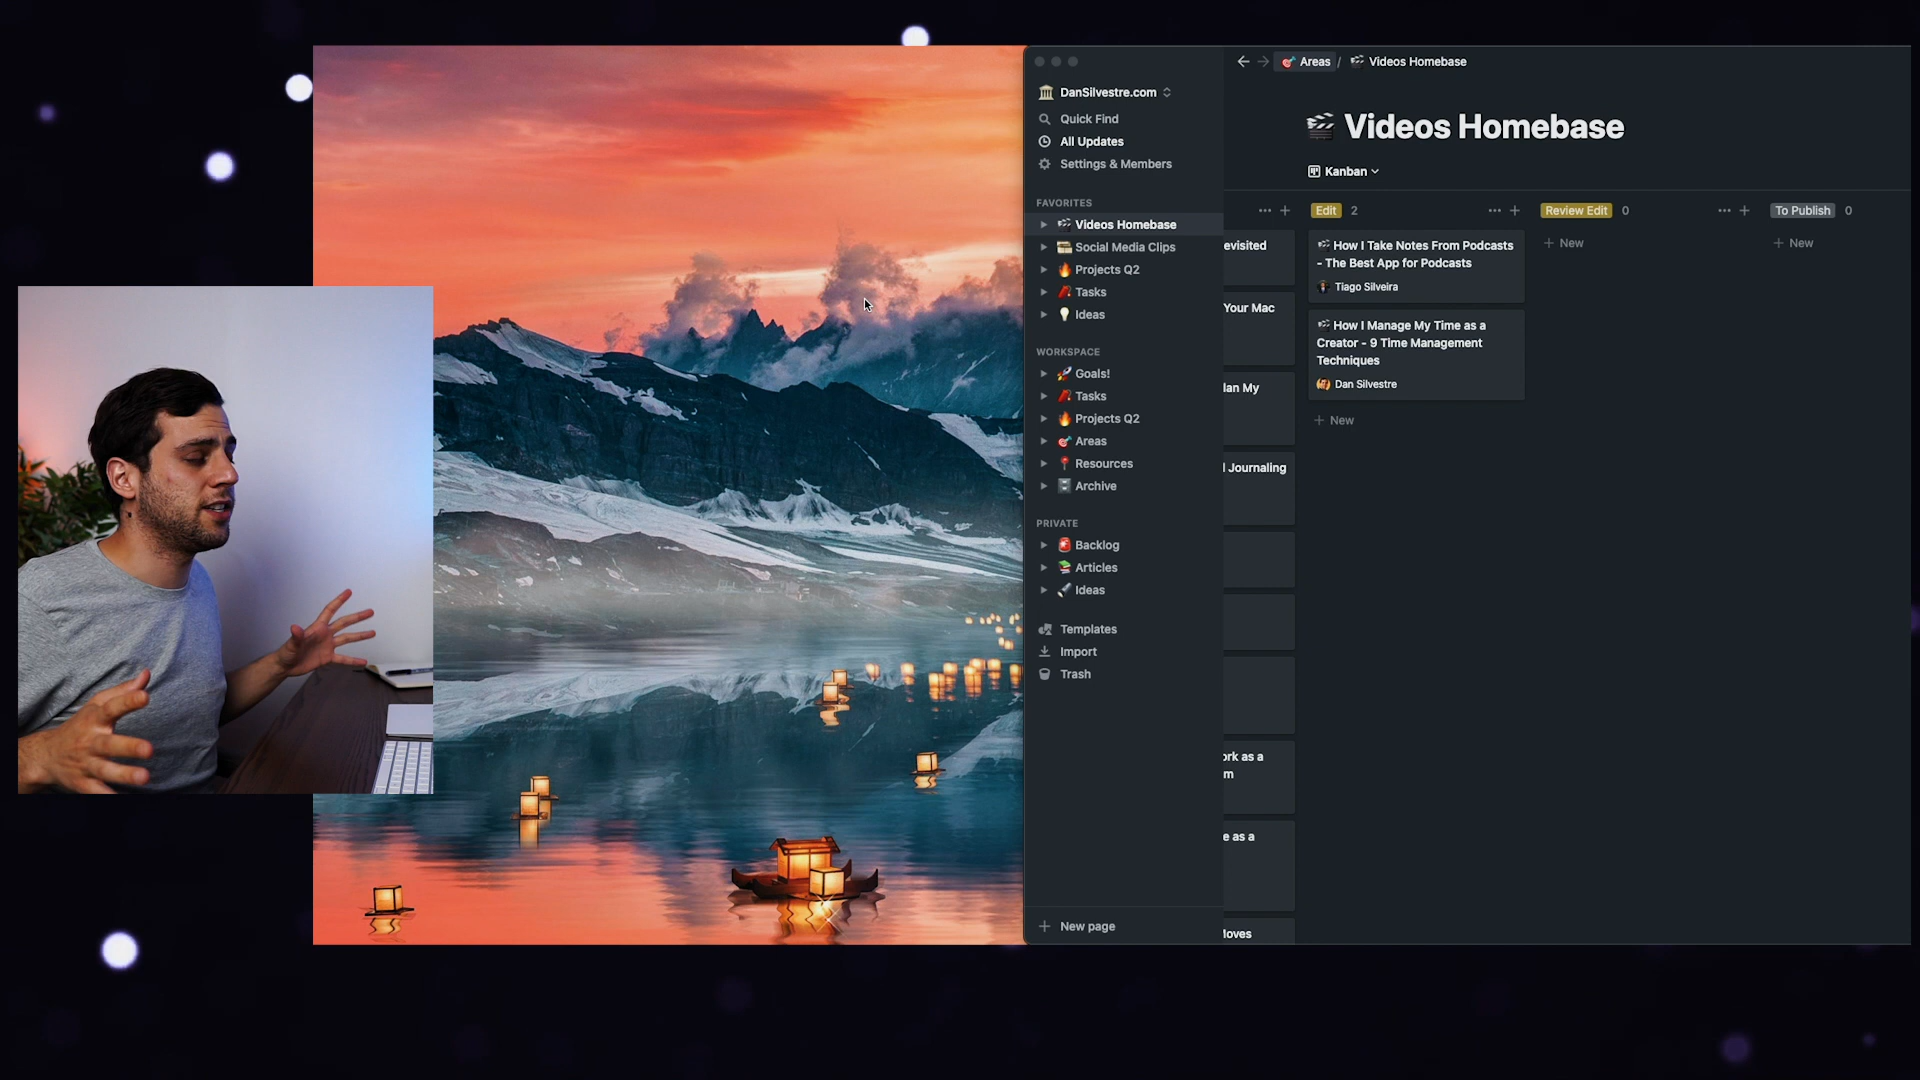 DanSilvestre.com
Quick Find
All Updates
Settings & Members
FAVORITES
Videos Homebase
Social Media Clips
Projects Q2
Tasks
Ideas
WORKSPACE
Goals!
Tasks
Projects Q2
Areas
Resources
Archive
PRIVATE
Backlog
Articles
Ideas
Templates
Import
Trash
+ New page
Areas / Videos Homebase
Videos Homebase
Kanban
evisited
Your Mac
lan My
Journaling
ork as a
m
e as a
Moves
Edit 2
How I Take Notes From Podcasts
- The Best App for Podcasts
Tiago Silveira
How I Manage My Time as a
Creator - 9 Time Management
Techniques
Dan Silvestre
+ New
Review Edit 0
+ New
To Publish 0
+ New